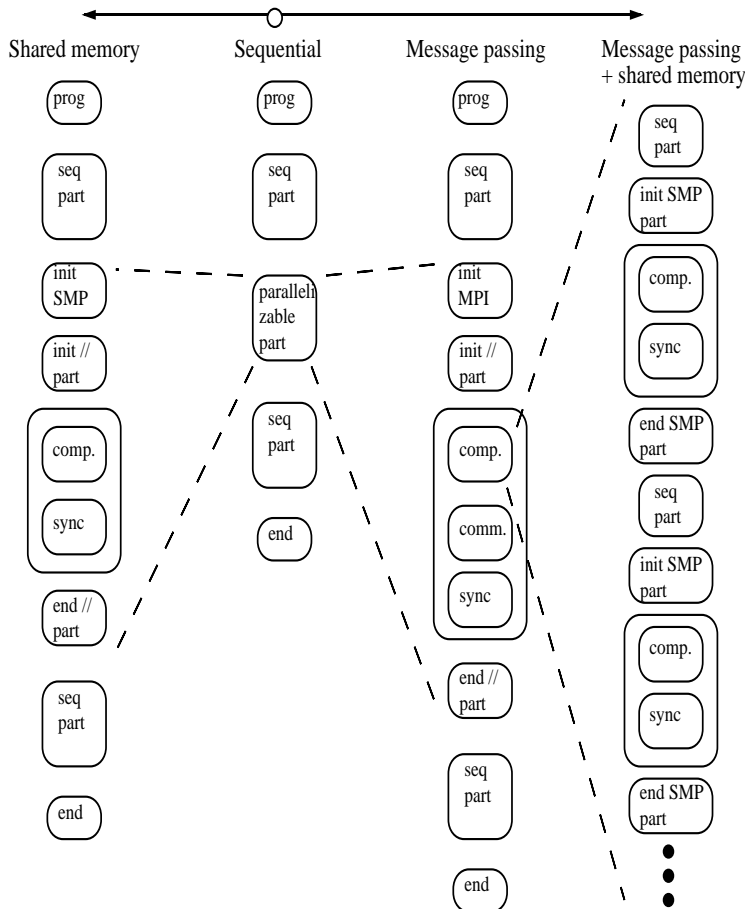 Shared memory
prog
seq
part
init
SMP
init //
part
comp.
sync
end //
part
seq
part
end
Sequential
prog
seq
part
paralleli
zable
part
seq
part
end
Message passing
prog
seq
part
init
MPI
init //
part
comp.
comm.
sync
end //
part
seq
part
end
Message passing
+ shared memory
seq
part
init SMP
part
comp.
sync
end SMP
part
seq
part
init SMP
part
comp.
sync
end SMP
part